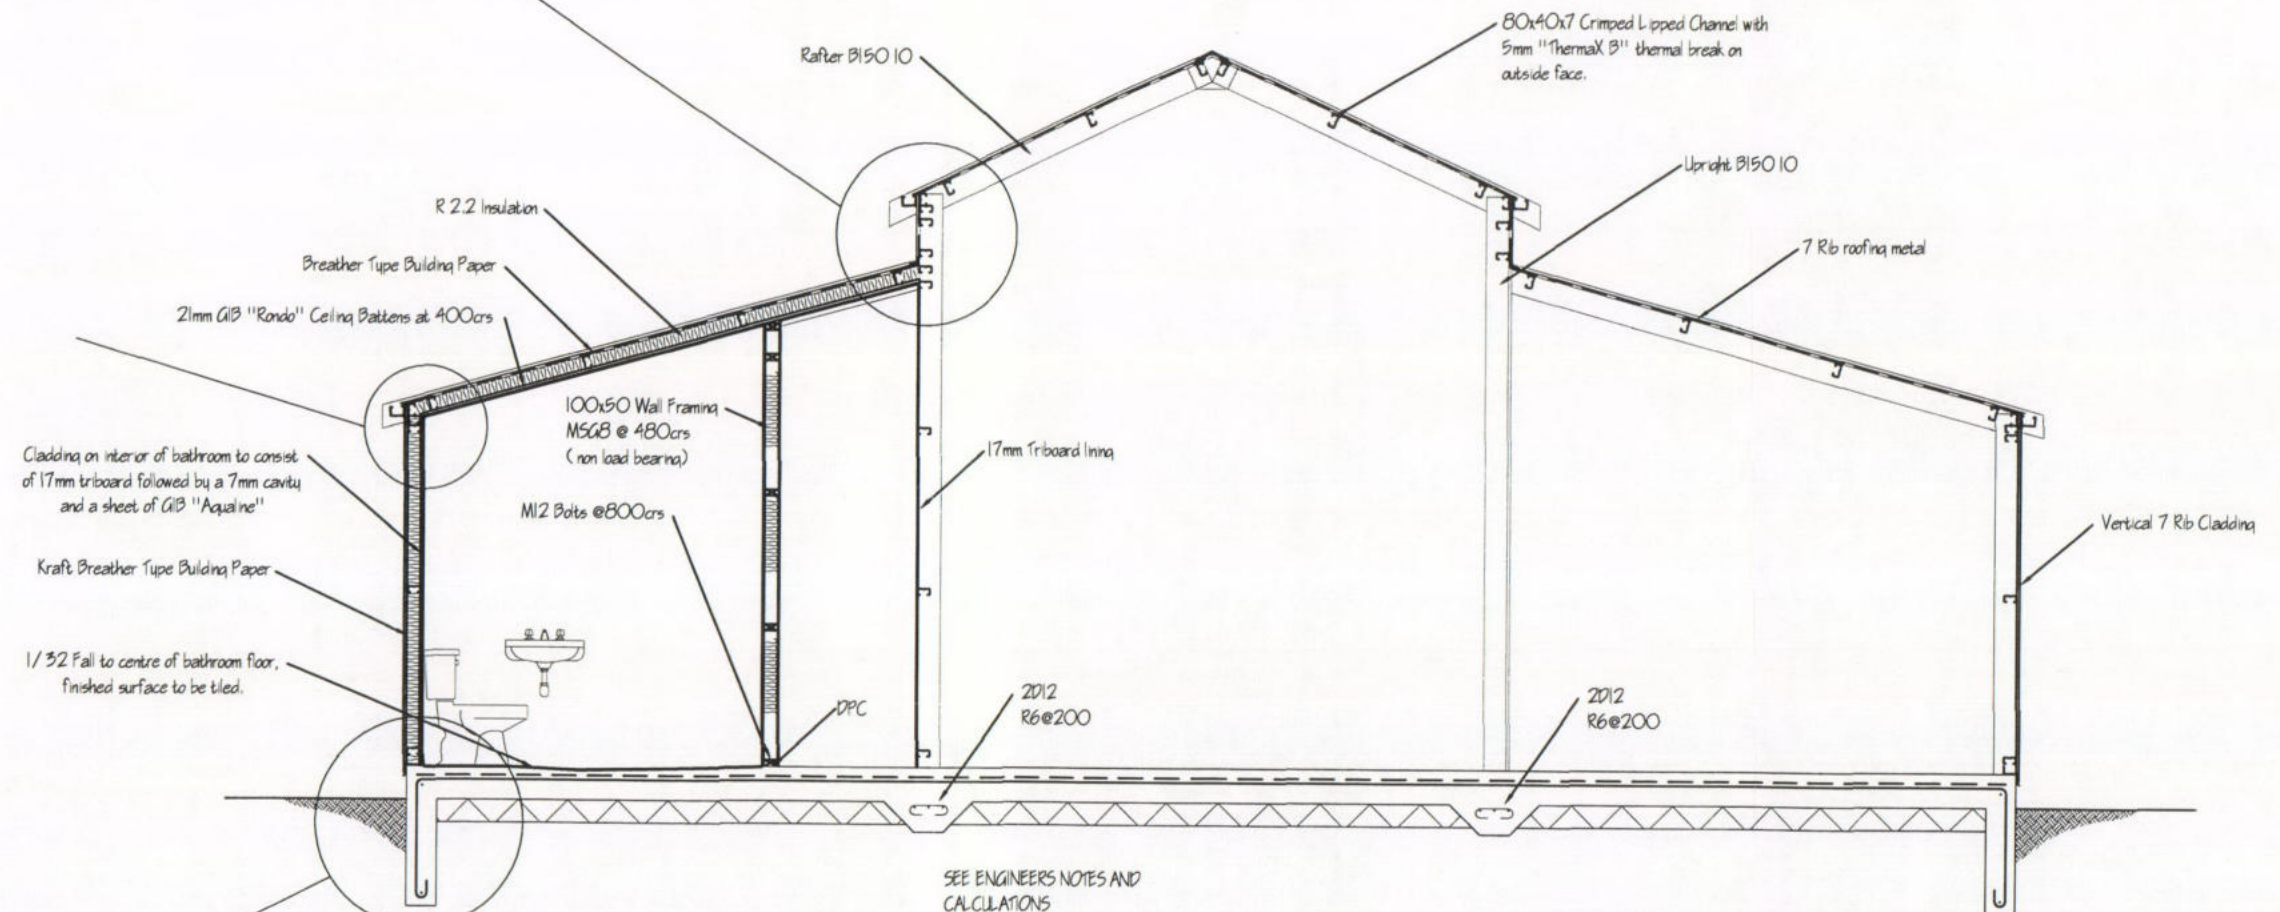 80x40x7 Crimped Lipped Channel with
5mm "ThermaX B" thermal break on
outside face.
Rafter B150 10
Upright B150 10
R 2.2 Insulation
7 Rib roofing metal
Breather Type Building Paper
21mm GIB "Rondo" Ceiling Battens at 400crs
100x50 Wall Framing
MSG8 @ 480crs
( non load bearing)
17mm Triboard lining
Cladding on interior of bathroom to consist
of 17mm triboard followed by a 7mm cavity
and a sheet of GIB "Aqualine"
M12 Bolts @800crs
Vertical 7 Rib Cladding
Kraft Breather Type Building Paper
1/32 Fall to centre of bathroom floor,
finished surface to be tiled.
DPC
2D12
R6@200
2D12
R6@200
SEE ENGINEERS NOTES AND
CALCULATIONS